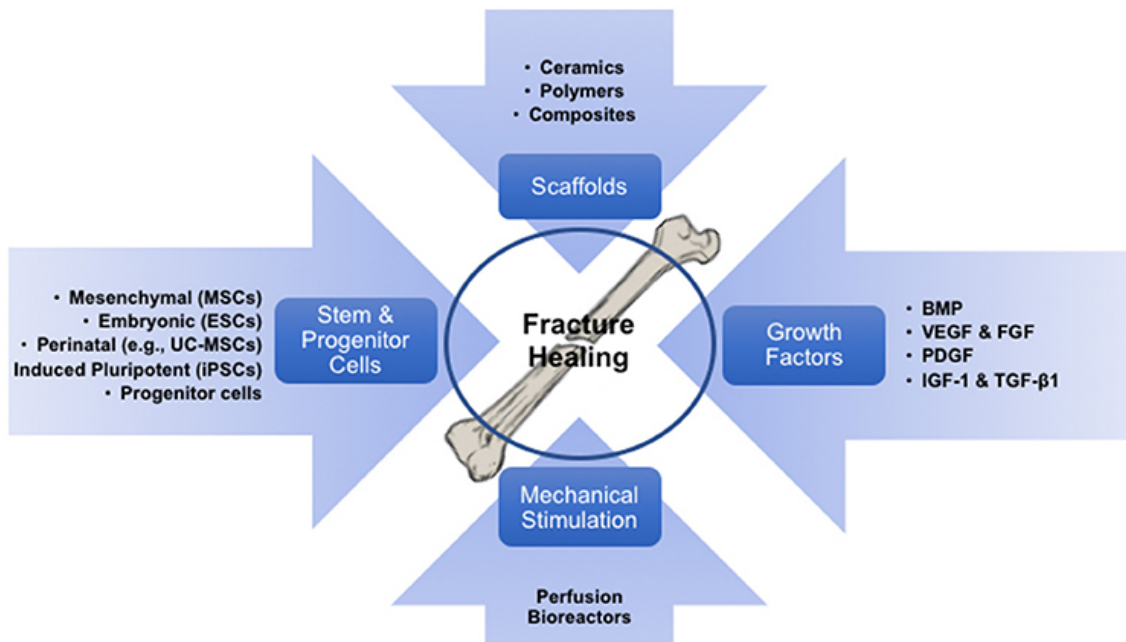 • Ceramics
• Polymers
• Composites
Scaffolds
• Mesenchymal (MSCs)
• Embryonic (ESCs)
• Perinatal (e.g., UC-MSCs)
Induced Pluripotent (iPSCs)
• Progenitor cells
Stem &
Progenitor
Cells
Fracture
Healing
Growth
Factors
• BMP
• VEGF & FGF
• PDGF
• IGF-1 & TGF-β1
Mechanical
Stimulation
Perfusion
Bioreactors